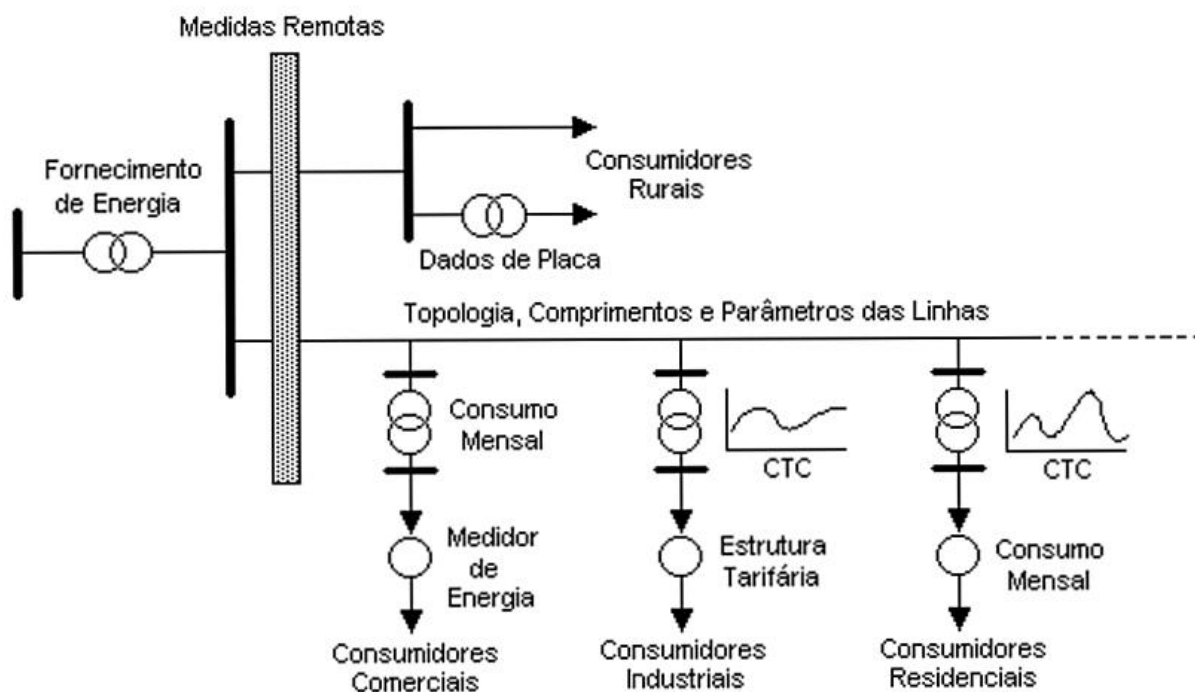 Medidas Remotas
Fornecimento
de Energia
Consumidores
Rurais
Dados de Placa
Topologia, Comprimentos e Parâmetros das Linhas
Consumo
Mensal
CTC
CTC
Medidor
de
Energia
Estrutura
Tarifária
Consumo
Mensal
Consumidores
Comerciais
Consumidores
Industriais
Consumidores
Residenciais